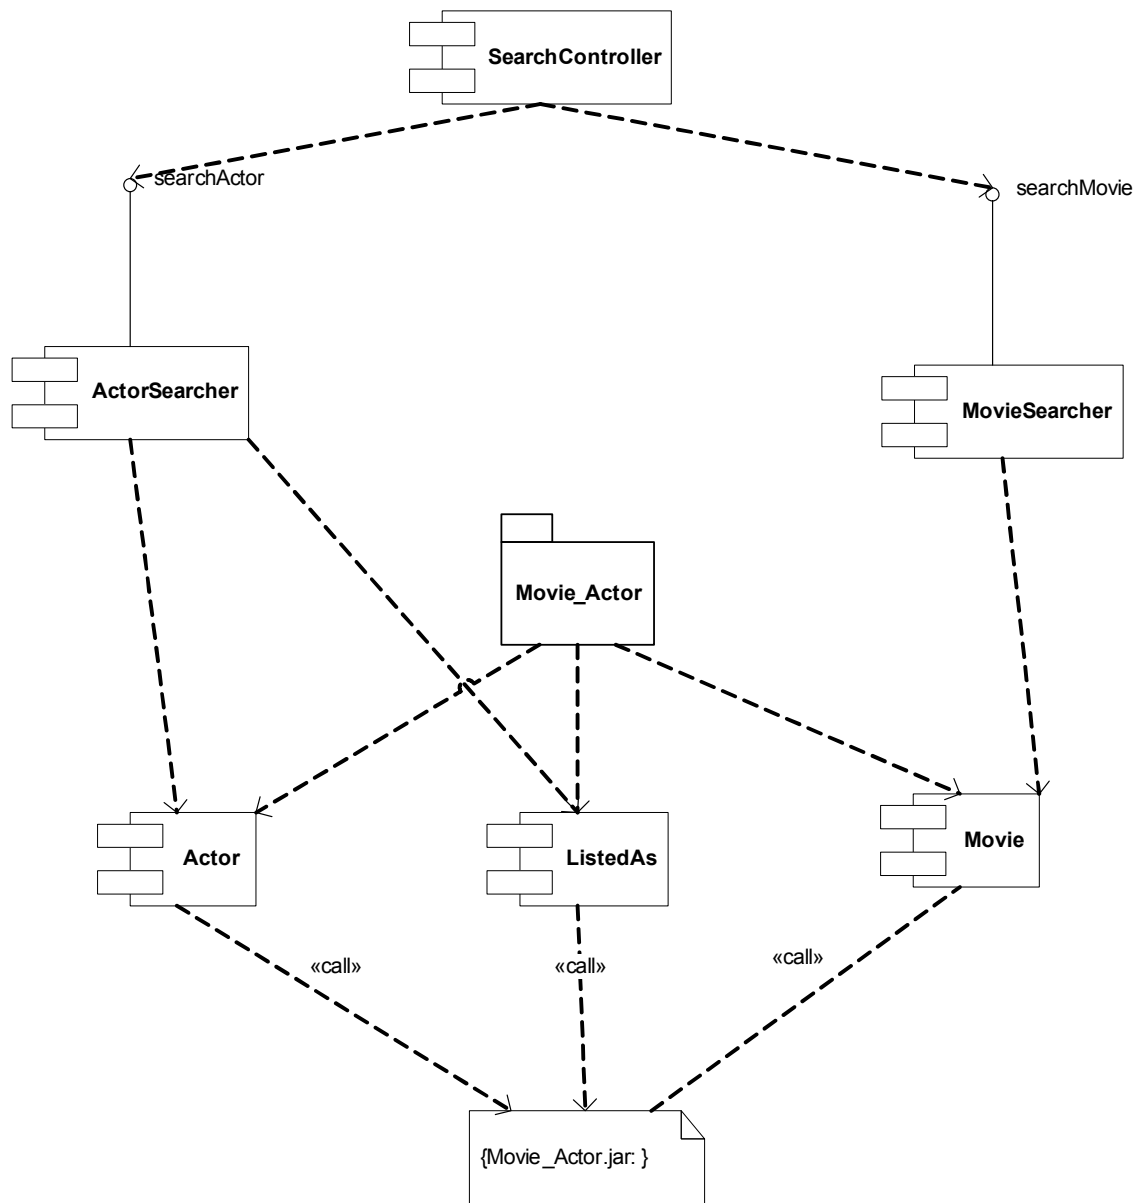 SearchController
searchActor
searchMovie
ActorSearcher
MovieSearcher
Movie_Actor
Actor
ListedAs
Movie
«call»
«call»
«call»
{Movie_Actor.jar: }